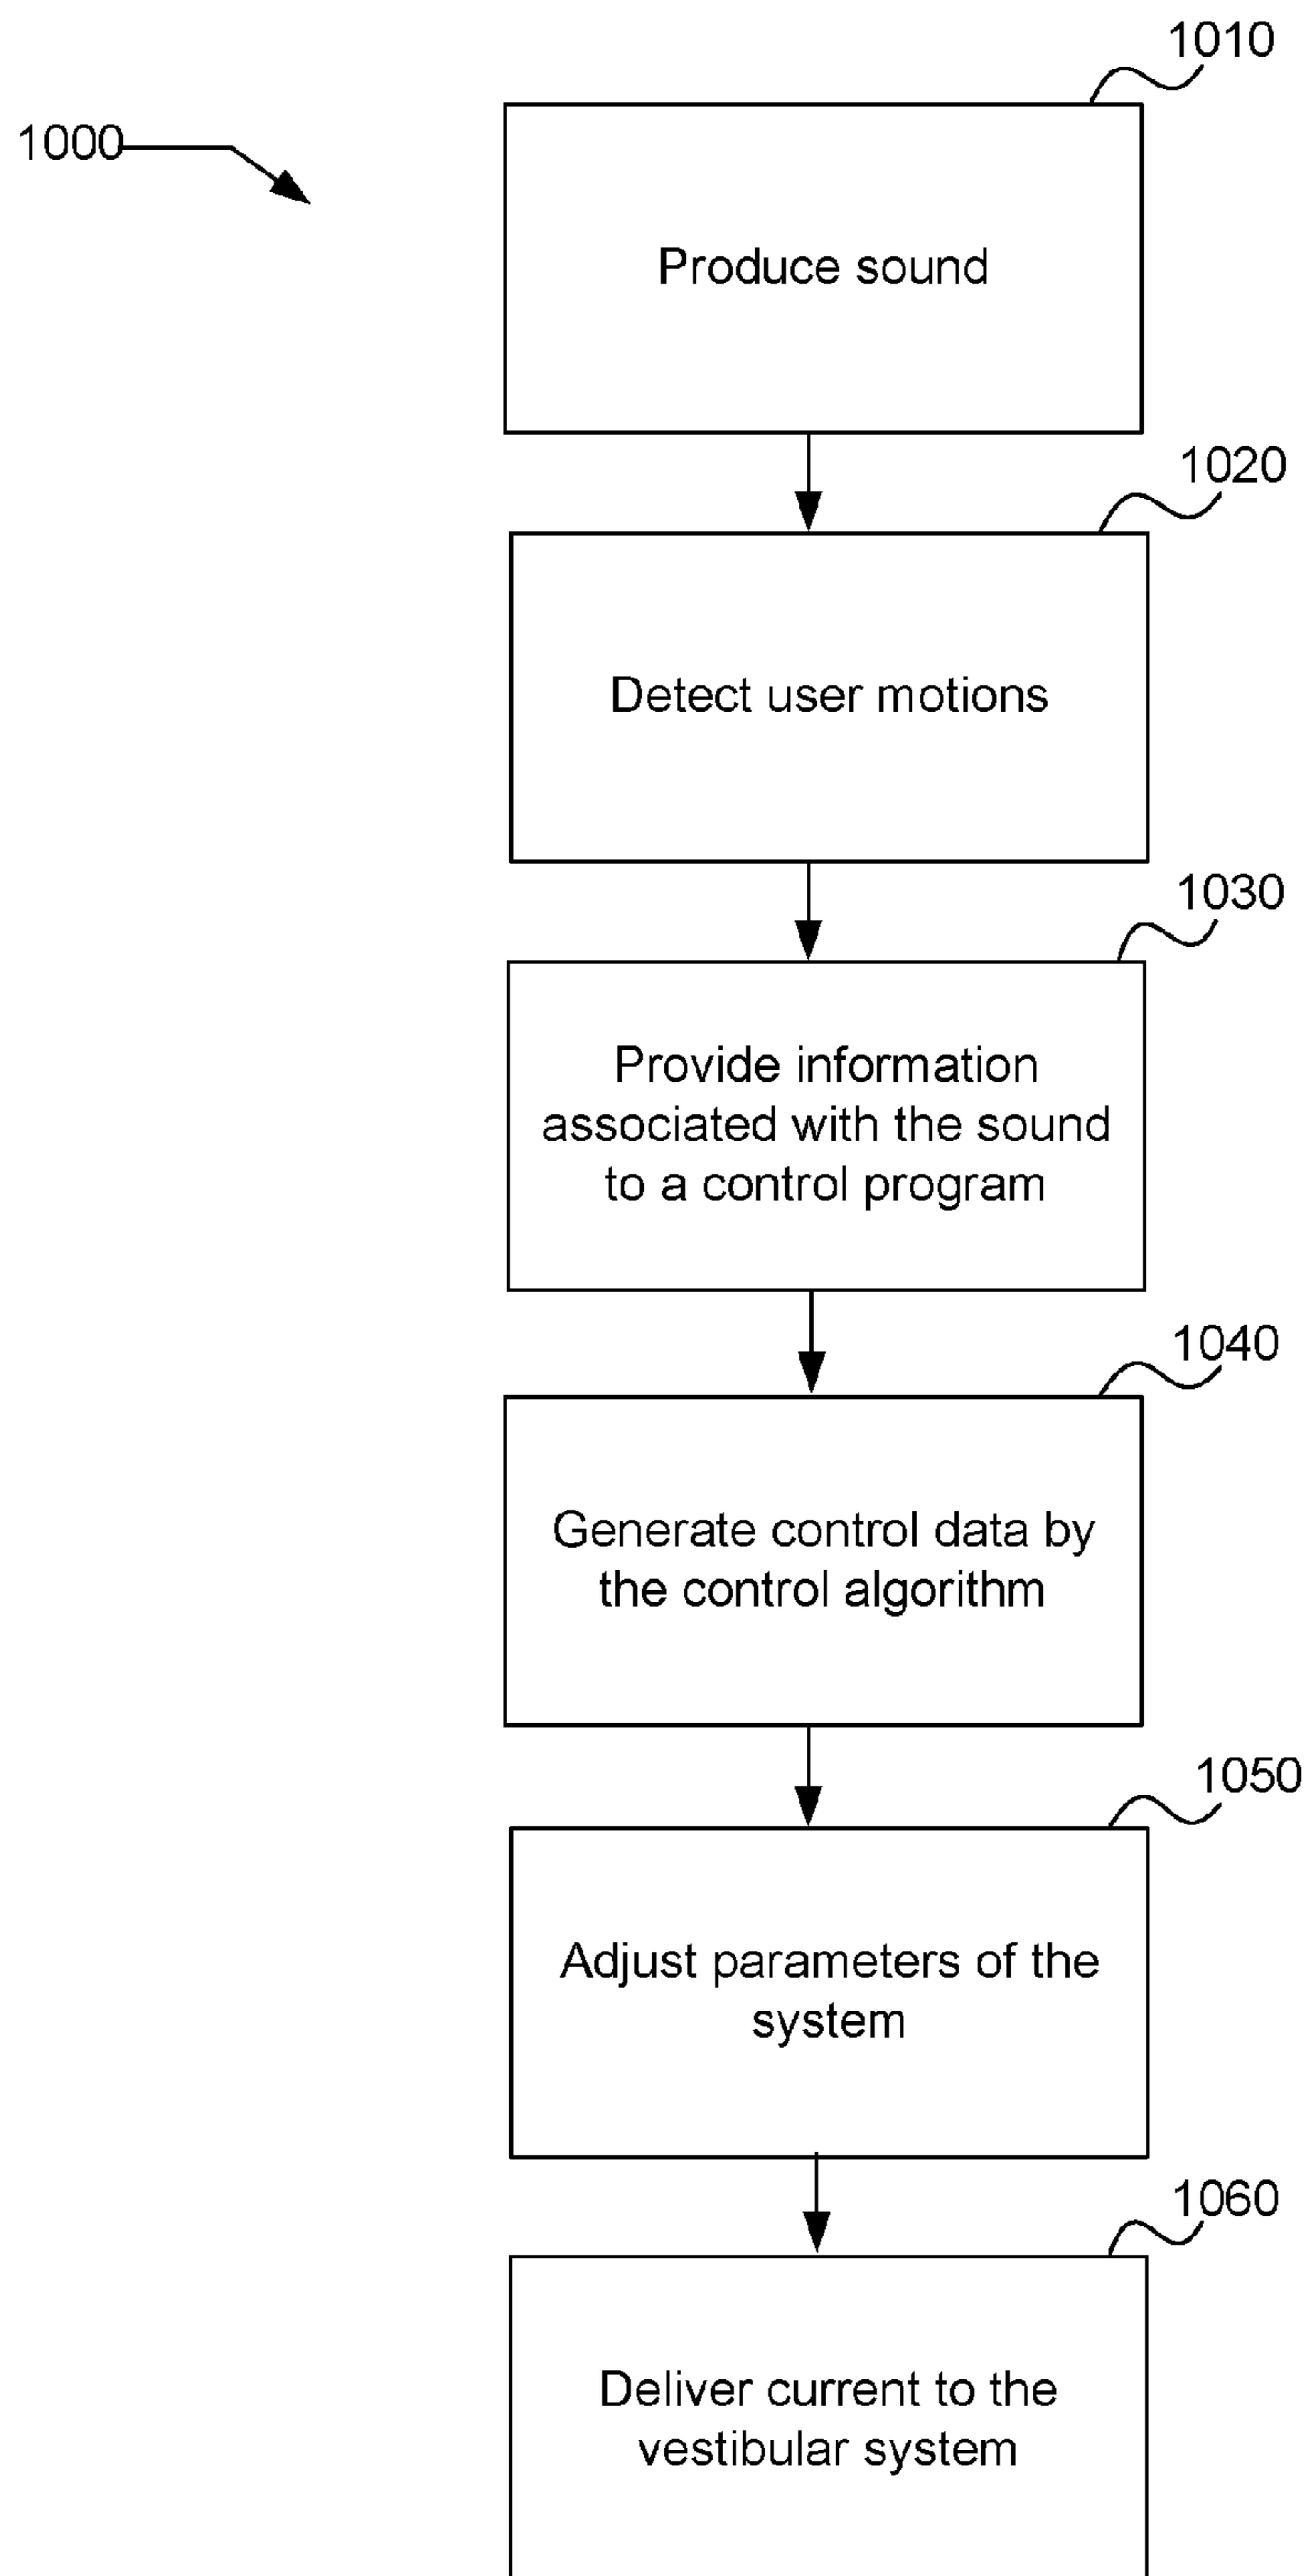 1010
1000
Produce sound
1020
Detect user motions
1030
Provide information
associated with the sound
to a control program
1040
Generate control data by
the control algorithm
1050
Adjust parameters of the
system
1060
Deliver current to the
vestibular system